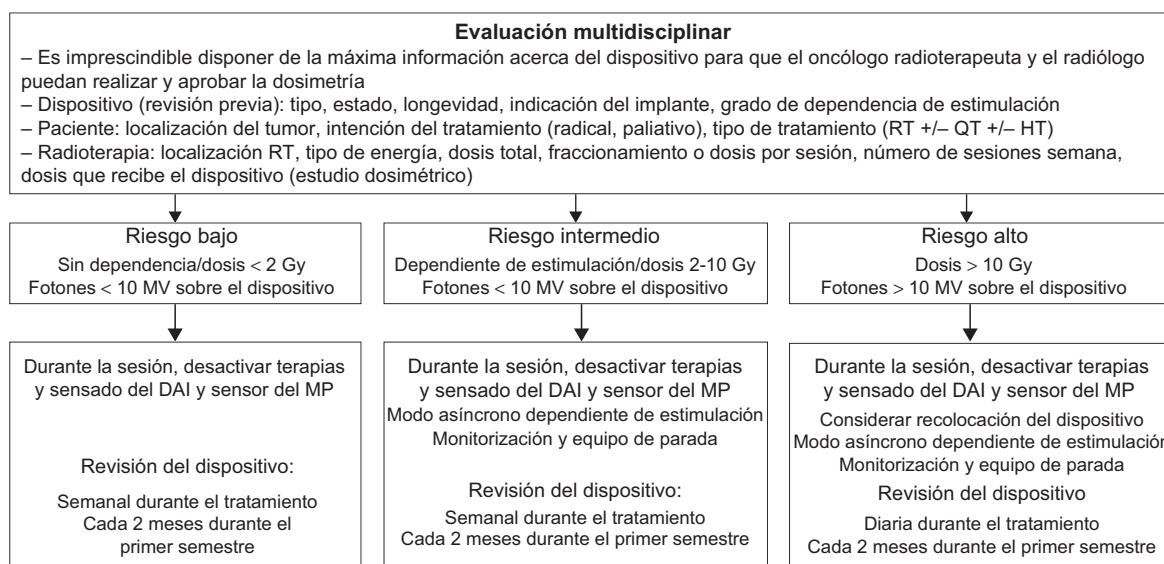 Evaluación multidisciplinar
– Es imprescindible disponer de la máxima información acerca del dispositivo para que el oncólogo radioterapeuta y el radiólogo
puedan realizar y aprobar la dosimetría
– Dispositivo (revisión previa): tipo, estado, longevidad, indicación del implante, grado de dependencia de estimulación
– Paciente: localización del tumor, intención del tratamiento (radical, paliativo), tipo de tratamiento (RT +/– QT +/– HT)
– Radioterapia: localización RT, tipo de energía, dosis total, fraccionamiento o dosis por sesión, número de sesiones semana,
dosis que recibe el dispositivo (estudio dosimétrico)
Riesgo bajo
Sin dependencia/dosis < 2 Gy
Fotones < 10 MV sobre el dispositivo
Riesgo intermedio
Dependiente de estimulación/dosis 2-10 Gy
Fotones < 10 MV sobre el dispositivo
Riesgo alto
Dosis > 10 Gy
Fotones > 10 MV sobre el dispositivo
Durante la sesión, desactivar terapias
y sensado del DAI y sensor del MP
Revisión del dispositivo:
Semanal durante el tratamiento
Cada 2 meses durante el
primer semestre
Durante la sesión, desactivar terapias
y sensado del DAI y sensor del MP
Modo asíncrono dependiente de estimulación
Monitorización y equipo de parada
Revisión del dispositivo:
Semanal durante el tratamiento
Cada 2 meses durante el primer semestre
Durante la sesión, desactivar terapias
y sensado del DAI y sensor del MP
Considerar recolocación del dispositivo
Modo asíncrono dependiente de estimulación
Monitorización y equipo de parada
Revisión del dispositivo
Diaria durante el tratamiento
Cada 2 meses durante el primer semestre